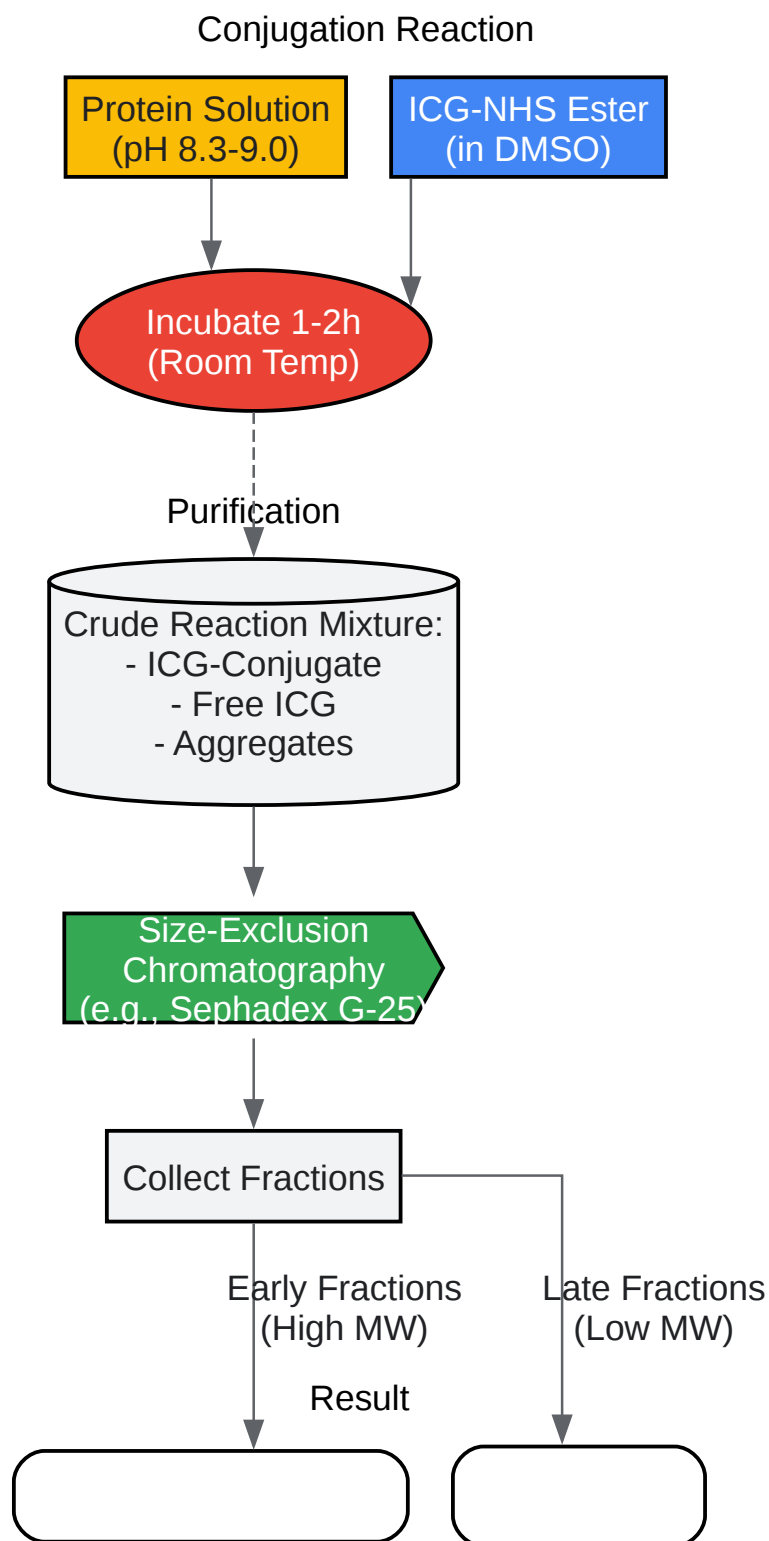 Conjugation Reaction
Protein Solution
(pH 8.3-9.0)
ICG-NHS Ester
(in DMSO)
Incubate 1-2h
(Room Temp)
Purification
Crude Reaction Mixture:
- ICG-Conjugate
- Free ICG
- Aggregates
Size-Exclusion
Chromatography
(e.g., Sephadex G-25)
Collect Fractions
Early Fractions
(High MW)
Late Fractions
(Low MW)
Result